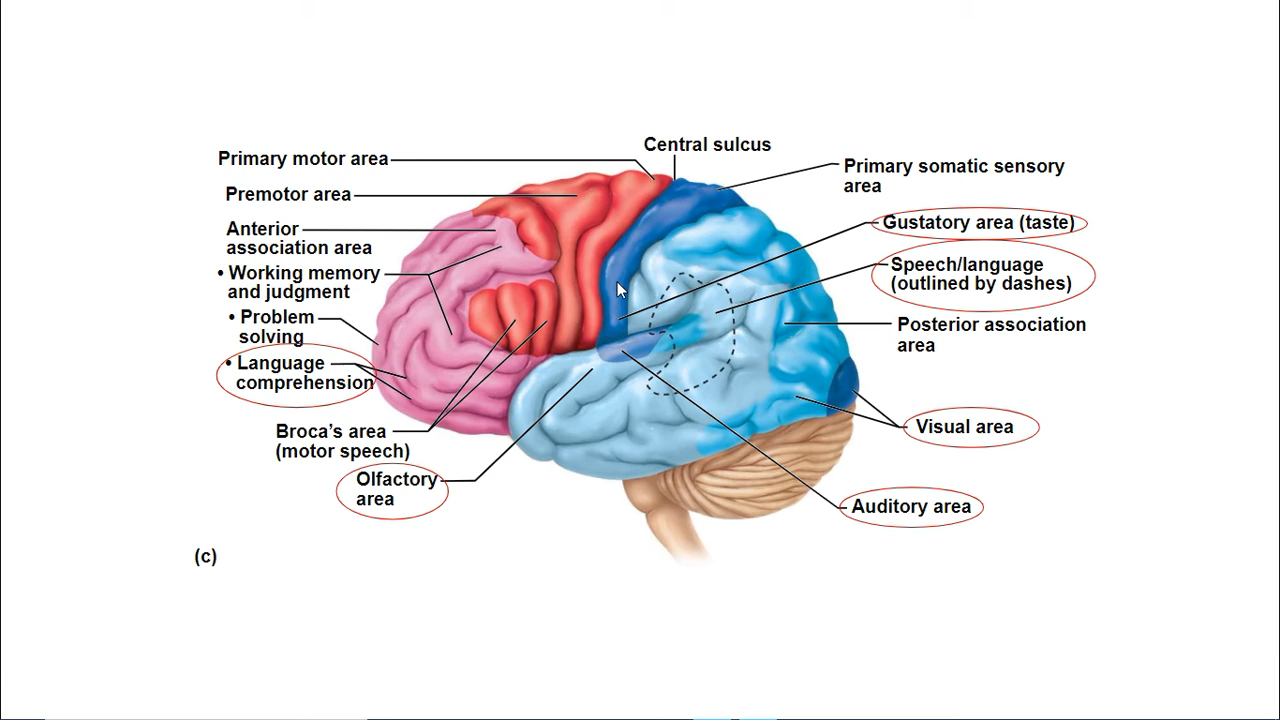 Central sulcus
Primary motor area
Premotor area
Anterior
association area
• Working memory
and judgment
• Problem
solving
• Language
comprehension
Broca's area
(motor speech)
Olfactory
area
Primary somatic sensory
area
Gustatory area (taste)
Speech/language
(outlined by dashes)
Posterior association
area
Visual area
Auditory area
(c)